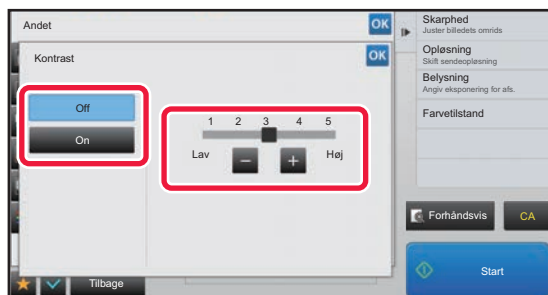 Andet
OK
Kontrast
OK
Off
On
1 2 3 4 5
Lav
-
+
Høj
Tilbage
Skarphed
Juster billedets omrids
Opløsning
Skift sendeopløsning
Belysning
Angiv eksponering for afs.
Farvetilstand
Forhåndsvis
CA
Start